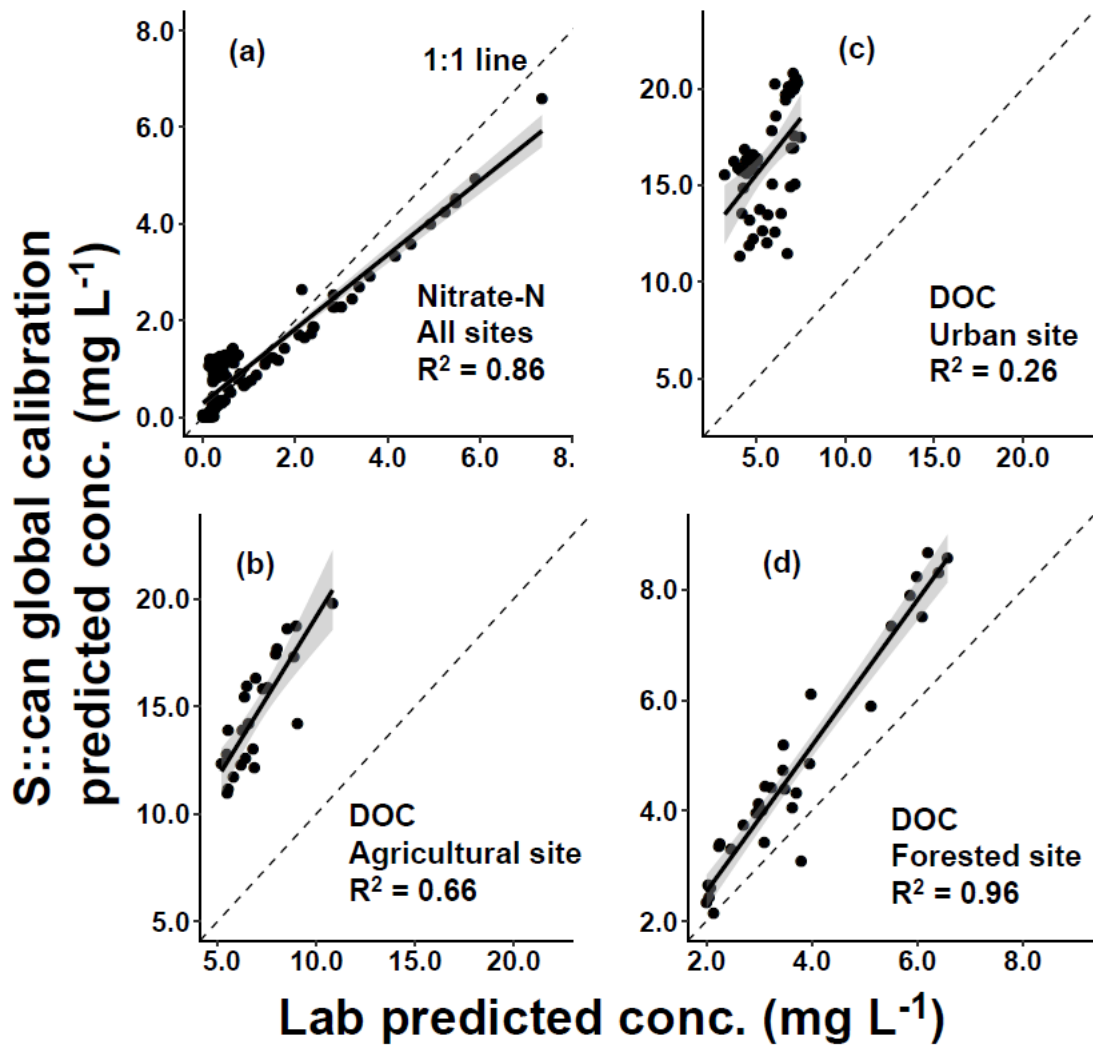 S::can global calibration
predicted conc. (mg L⁻¹)
(a)
1:1 line
Nitrate-N
All sites
R² = 0.86
8.0
6.0
4.0
2.0
0.0
0.0 2.0 4.0 6.0 8.
(c)
DOC
Urban site
R² = 0.26
20.0
15.0
10.0
5.0
5.0 10.0 15.0 20.0
(b)
DOC
Agricultural site
R² = 0.66
20.0
15.0
10.0
5.0
5.0 10.0 15.0 20.0
(d)
DOC
Forested site
R² = 0.96
8.0
6.0
4.0
2.0
2.0 4.0 6.0 8.0
Lab predicted conc. (mg L⁻¹)